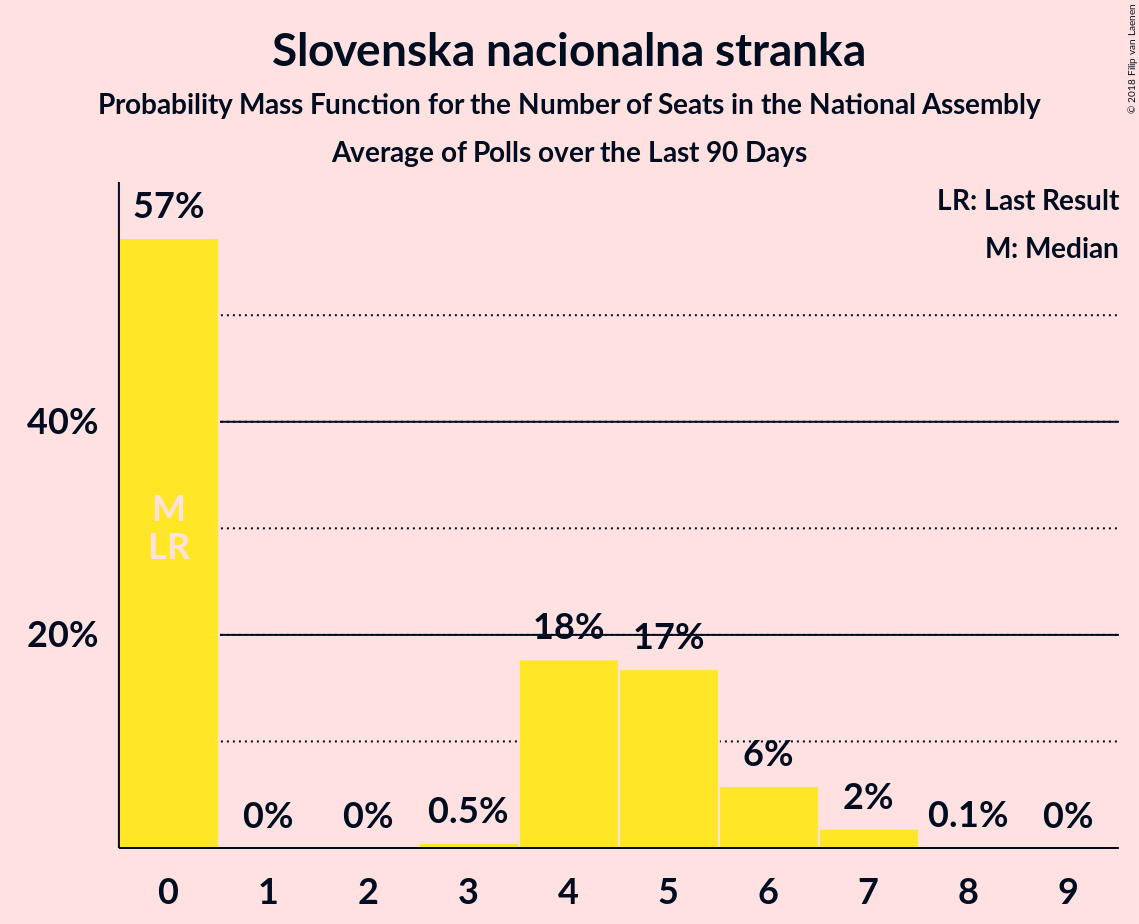 Slovenska nacionalna stranka
Probability Mass Function for the Number of Seats in the National Assembly
Average of Polls over the Last 90 Days
© 2018 Filip van Laenen
LR: Last Result
M: Median
57%
40%
M
LR
20%
18%
17%
6%
2%
0%
0%
0.5%
0.1%
0%
0 1 2 3 4 5 6 7 8 9